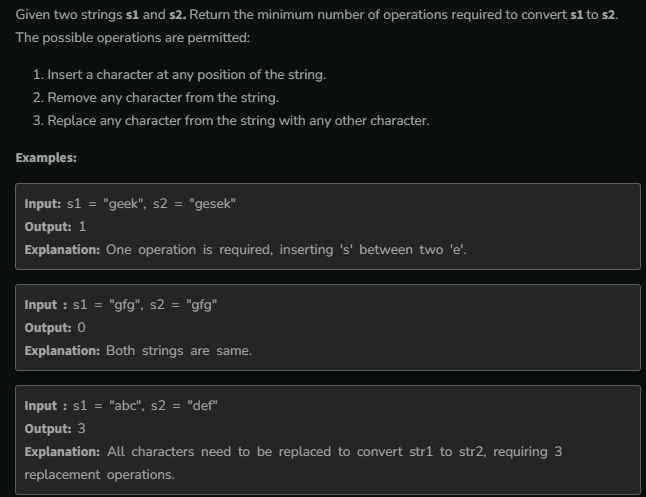 Given two strings s1 and s2. Return the minimum number of operations required to convert s1 to s2.
The possible operations are permitted:
1. Insert a character at any position of the string.
2. Remove any character from the string.
3. Replace any character from the string with any other character.
Examples:
Input: s1 = "geek", s2 = "gesek"
Output: 1
Explanation: One operation is required, inserting 's' between two 'e'.
Input : s1 = "gfg", s2 = "gfg"
Output: 0
Explanation: Both strings are same.
Input : s1 = "abc", s2 = "def"
Output: 3
Explanation: All characters need to be replaced to convert str1 to str2, requiring 3
replacement operations.